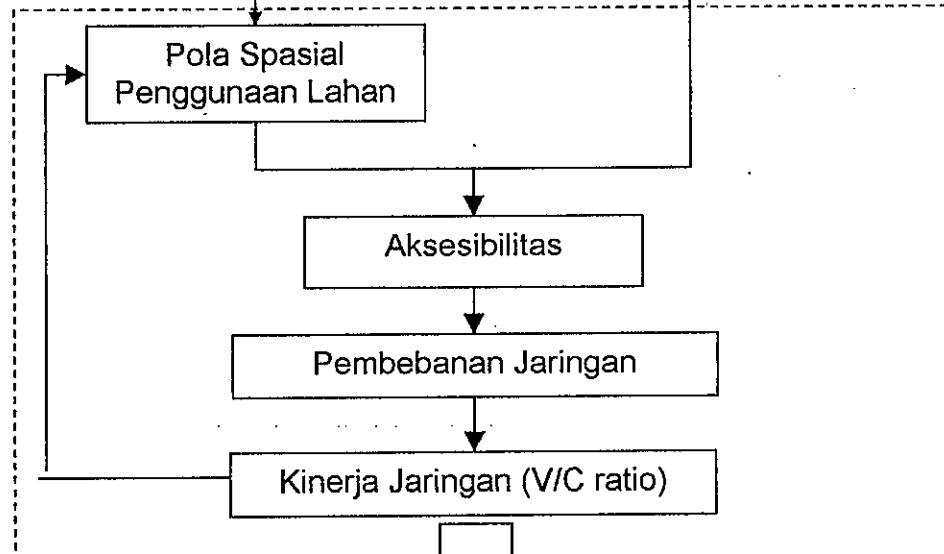 Pola Spasial
Penggunaan Lahan
Aksesibilitas
Pembebanan Jaringan
Kinerja Jaringan (V/C ratio)